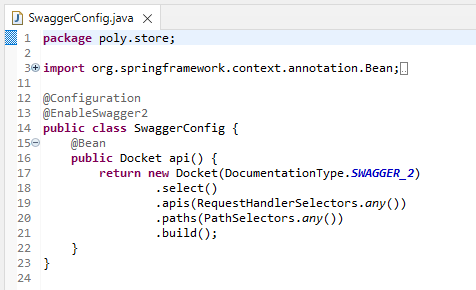 SwaggerConfig.java
1 package poly.store;
2
3 import org.springframework.context.annotation.Bean;
11
12 @Configuration
13 @EnableSwagger2
14 public class SwaggerConfig {
15     @Bean
16     public Docket api() {
17         return new Docket(DocumentationType.SWAGGER_2)
18                 .select()
19                 .apis(RequestHandlerSelectors.any())
20                 .paths(PathSelectors.any())
21                 .build();
22     }
23 }
24